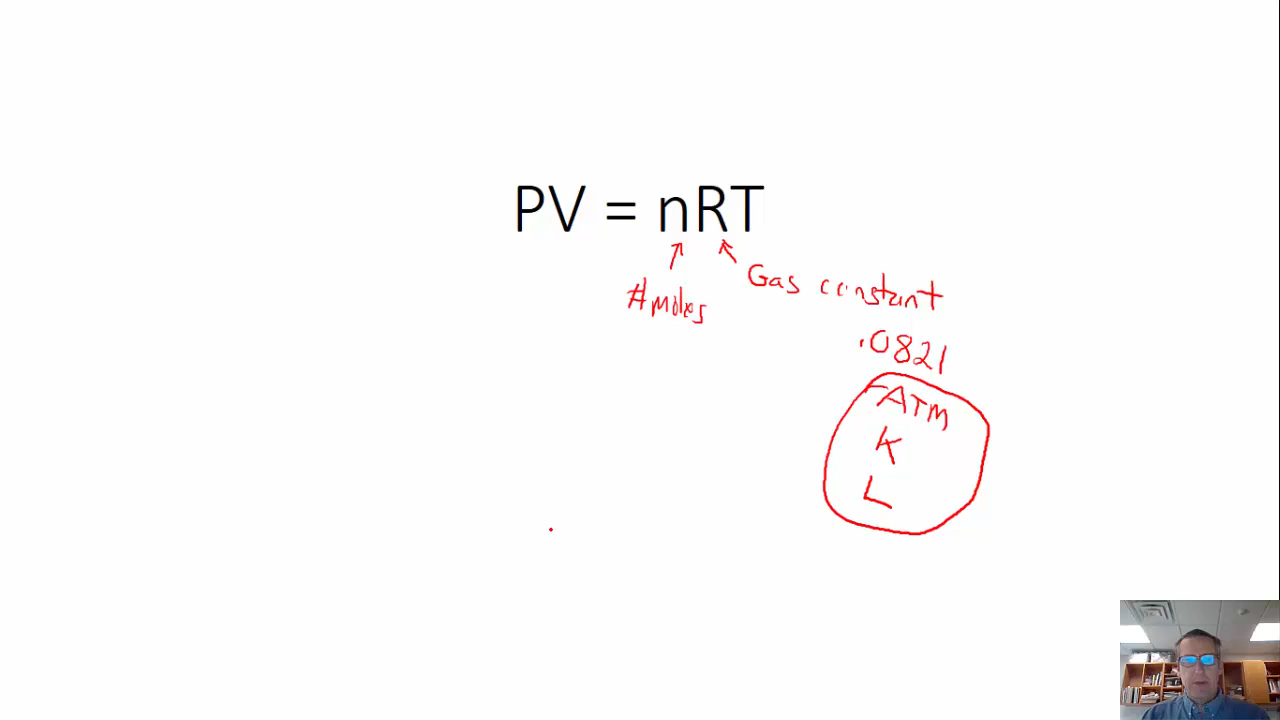 PV = nRT
#moles
Gas constant
.0821
ATM
K
L